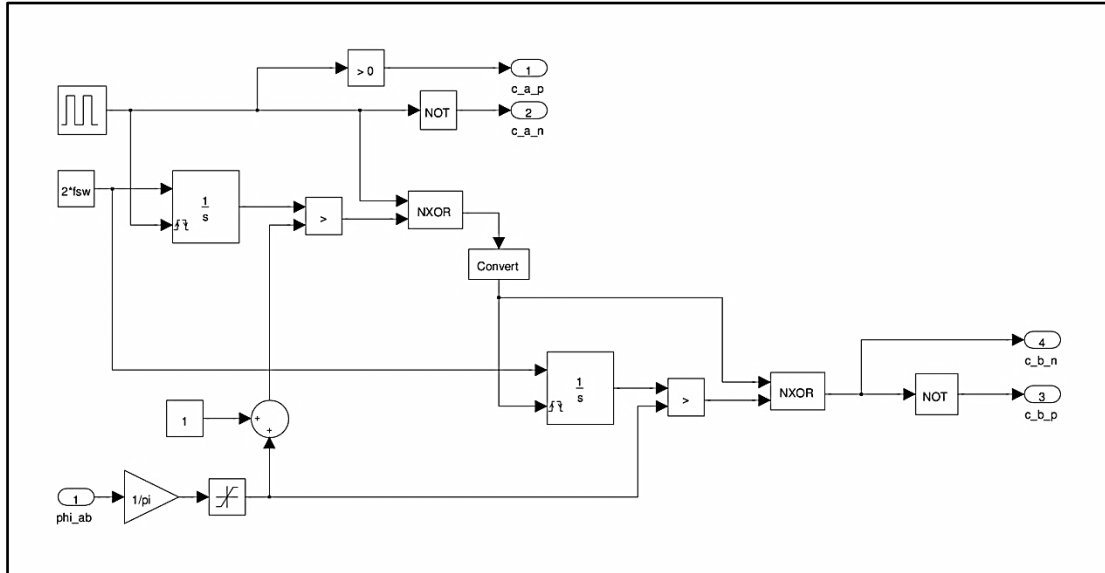 > 0
1
c_a_p
NOT
2
c_a_n
2*fsw
1
s
>
NXOR
Convert
1
s
>
NXOR
4
c_b_n
NOT
3
c_b_p
1
+
+
1
phi_ab
1/pi